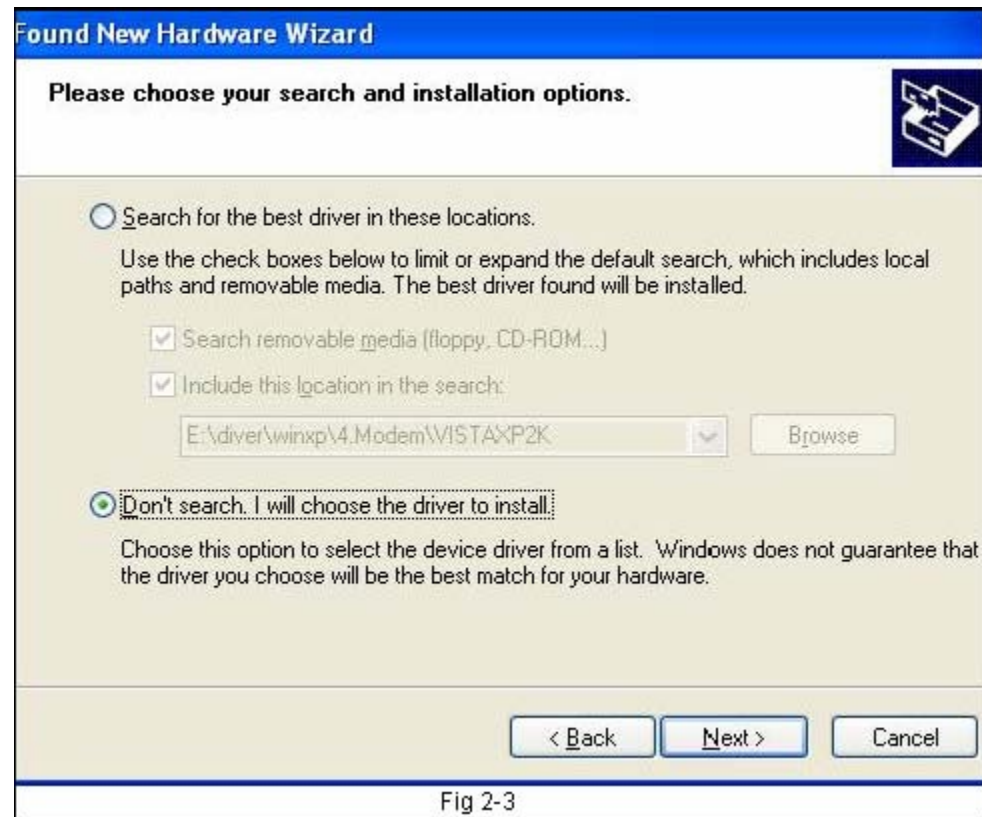 Found New Hardware Wizard
Please choose your search and installation options.
Search for the best driver in these locations.
Use the check boxes below to limit or expand the default search, which includes local
paths and removable media. The best driver found will be installed.
Search removable media (floppy, CD-ROM...)
Include this location in the search:
E:\diver\winxp\4.Modem\VISTAXP2K
Browse
Don't search. I will choose the driver to install.
Choose this option to select the device driver from a list. Windows does not guarantee that
the driver you choose will be the best match for your hardware.
< Back
Next >
Cancel
Fig 2-3